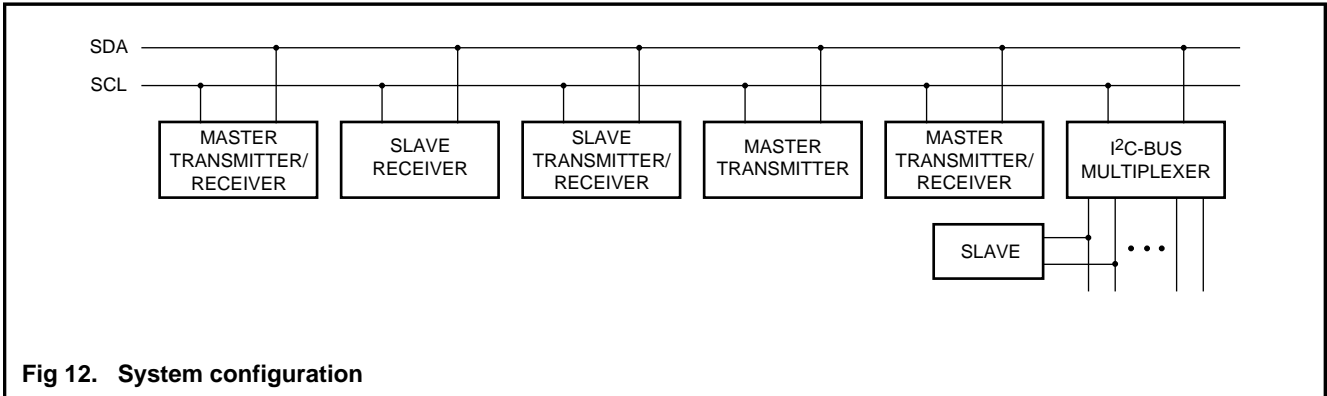 SDA
SCL
MASTER
TRANSMITTER/
RECEIVER
SLAVE
RECEIVER
SLAVE
TRANSMITTER/
RECEIVER
MASTER
TRANSMITTER
MASTER
TRANSMITTER/
RECEIVER
I²C-BUS
MULTIPLEXER
SLAVE
Fig 12. System configuration